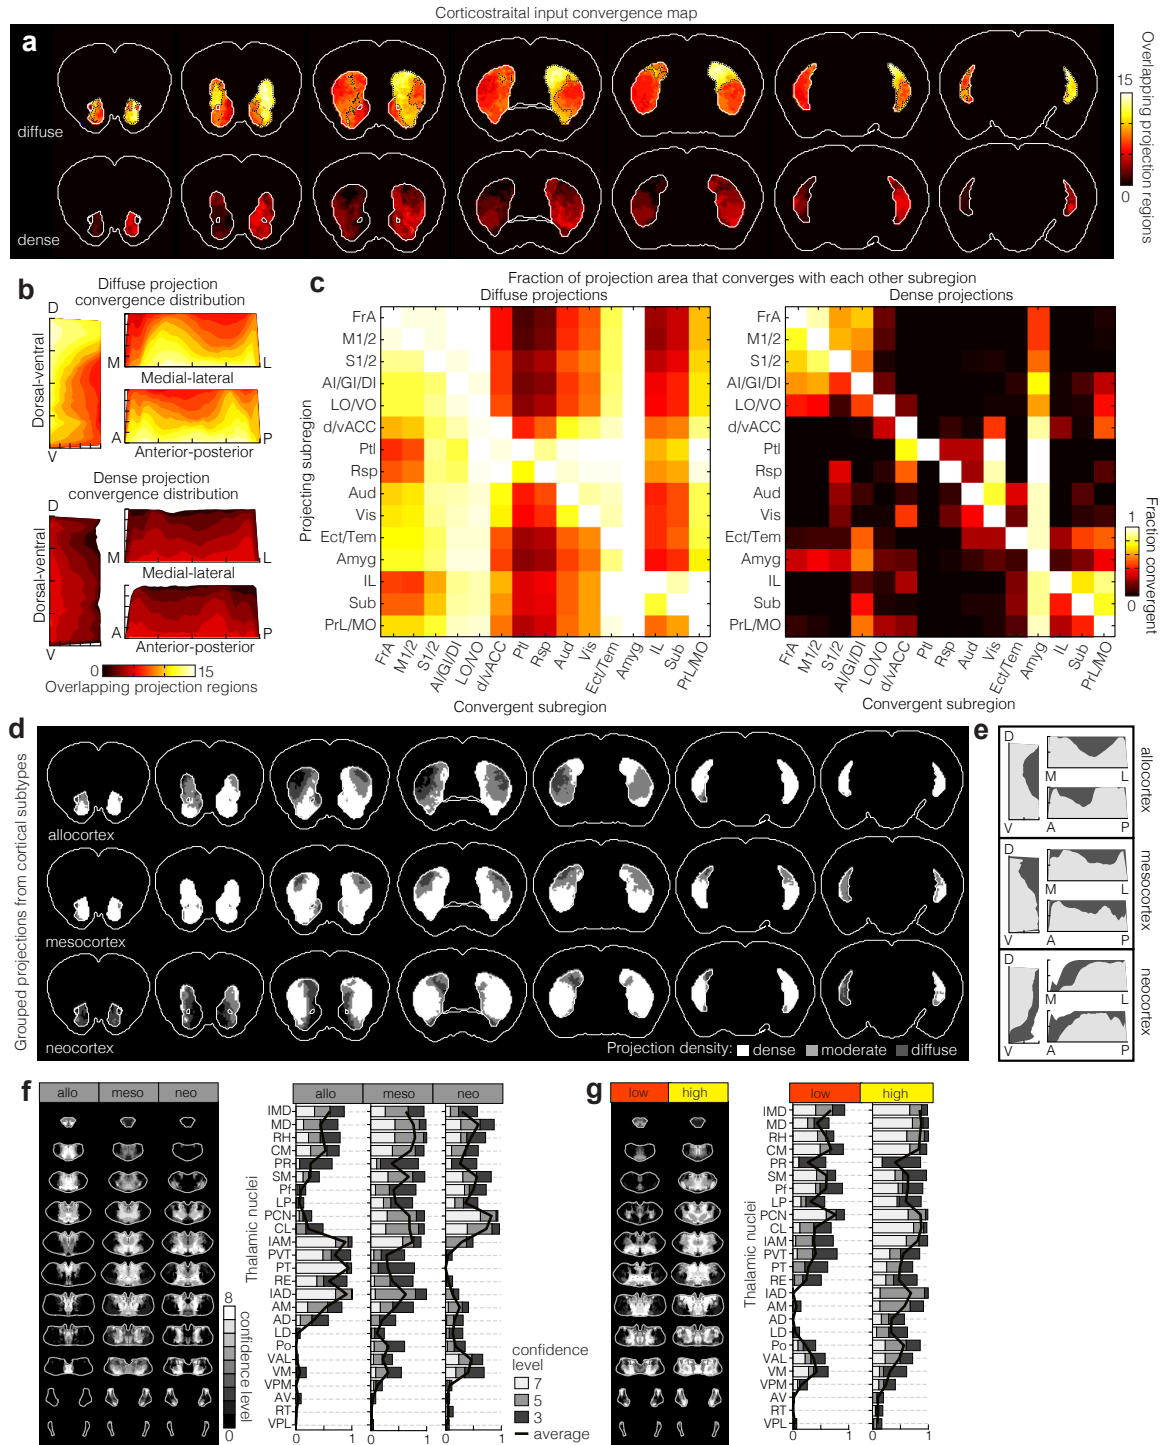 Corticostraital input convergence map
a
diffuse
dense
15
0
Overlapping projection regions
b
Diffuse projection
convergence distribution
D
Dorsal-ventral
V
M
L
Medial-lateral
A
P
Anterior-posterior
Dense projection
convergence distribution
D
Dorsal-ventral
V
M
L
Medial-lateral
A
P
Anterior-posterior
0
15
Overlapping projection regions
c
Fraction of projection area that converges with each other subregion
Diffuse projections
Dense projections
Projecting subregion
FrA
M1/2
S1/2
AI/GI/DI
LO/VO
d/vACC
Ptl
Rsp
Aud
Vis
Ect/Tem
Amyg
IL
Sub
PrL/MO
FrA
M1/2
S1/2
AI/GI/DI
LO/VO
d/vACC
Ptl
Rsp
Aud
Vis
Ect/Tem
Amyg
IL
Sub
PrL/MO
Convergent subregion
FrA
M1/2
S1/2
AI/GI/DI
LO/VO
d/vACC
Ptl
Rsp
Aud
Vis
Ect/Tem
Amyg
IL
Sub
PrL/MO
FrA
M1/2
S1/2
AI/GI/DI
LO/VO
d/vACC
Ptl
Rsp
Aud
Vis
Ect/Tem
Amyg
IL
Sub
PrL/MO
Convergent subregion
1
0
Fraction convergent
d
Grouped projections from cortical subtypes
allocortex
mesocortex
neocortex
Projection density: dense moderate diffuse
e
D
V
M
L
A
P
allocortex
D
V
M
L
A
P
mesocortex
D
V
M
L
A
P
neocortex
f
allo meso neo
8
0
confidence level
allo meso neo
Thalamic nuclei
IMD
MD
RH
CM
PR
SM
Pf
LP
PCN
CL
IAM
PVT
PT
RE
IAD
AM
AD
LD
Po
VAL
VM
VPM
AV
RT
VPL
0 1 0 1 0 1
confidence
level
7
5
3
average
g
low high
low high
Thalamic nuclei
IMD
MD
RH
CM
PR
SM
Pf
LP
PCN
CL
IAM
PVT
PT
RE
IAD
AM
AD
LD
Po
VAL
VM
VPM
AV
RT
VPL
0 1 0 1